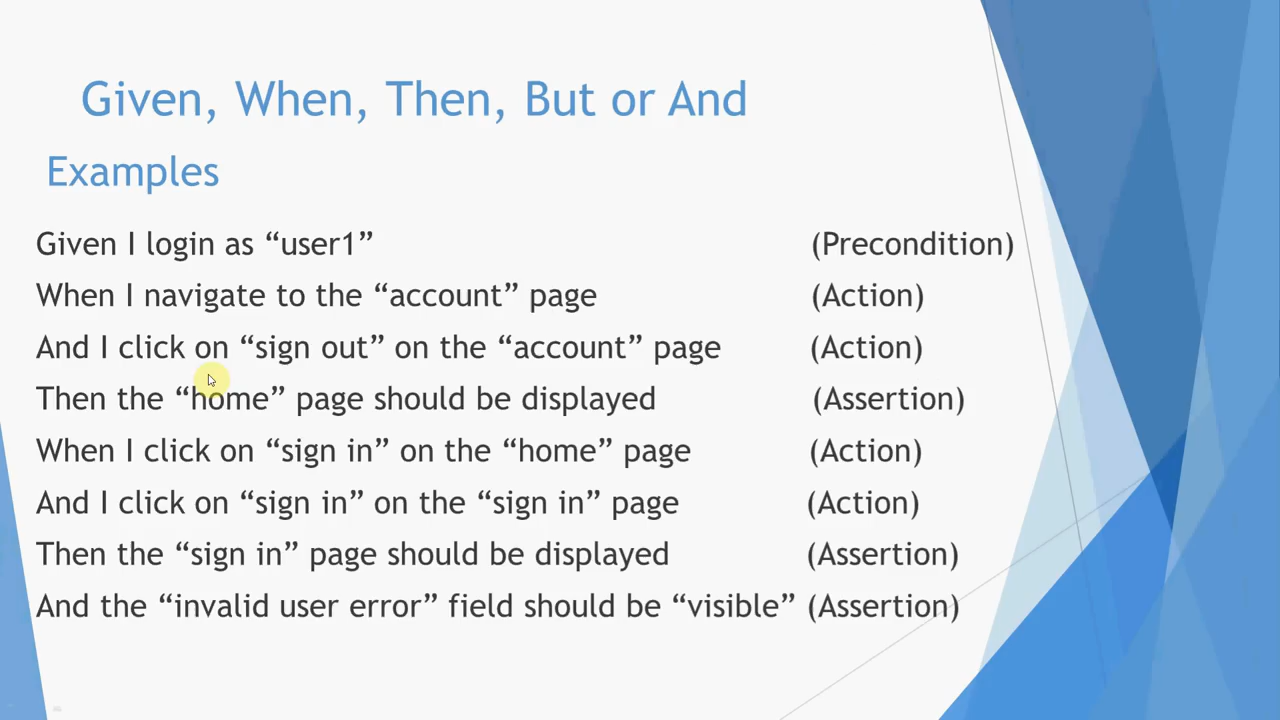 Given, When, Then, But or And
Examples
Given I login as “user1” (Precondition)
When I navigate to the “account” page (Action)
And I click on “sign out” on the “account” page (Action)
Then the “home” page should be displayed (Assertion)
When I click on “sign in” on the “home” page (Action)
And I click on “sign in” on the “sign in” page (Action)
Then the “sign in” page should be displayed (Assertion)
And the “invalid user error” field should be “visible” (Assertion)